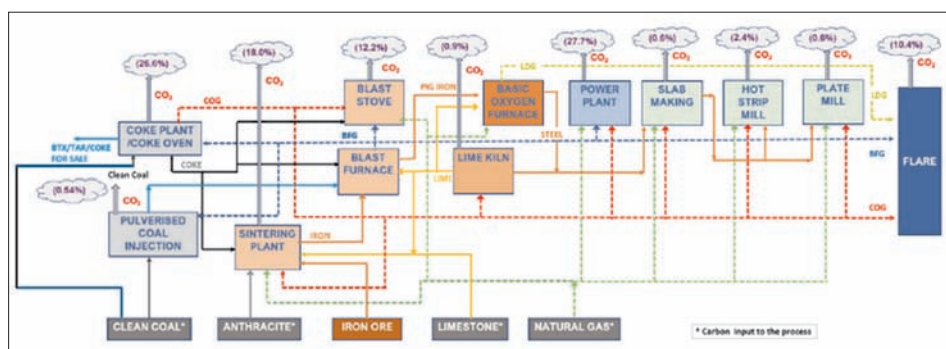 (26.6%)
(18.0%)
(12.2%)
(0.9%)
(27.7%)
(2.4%)
(10.4%)
CO₂
CO₂
CO₂
CO₂
CO₂
CO₂
CO₂
CO₂
CO₂
LDG
COG
BLAST
STOVE
PIG IRON
BASIC
OXYGEN
FURNACE
POWER
PLANT
SLAB
MAKING
HOT
STRIP
MILL
PLATE
MILL
LDG
COKE PLANT
/COKE OVEN
BFG
STEEL
BTX/TAR/COKE
FOR SALE
COKE
BLAST
FURNACE
LIME
LIME KILN
BFG
FLARE
Clean Coal
(0.54%)
CO₂
PULVERISED
COAL
INJECTION
SINTERING
PLANT
IRON
COG
CLEAN COAL*
ANTHRACITE*
IRON ORE
LIMESTONE*
NATURAL GAS*
* Carbon input to the process